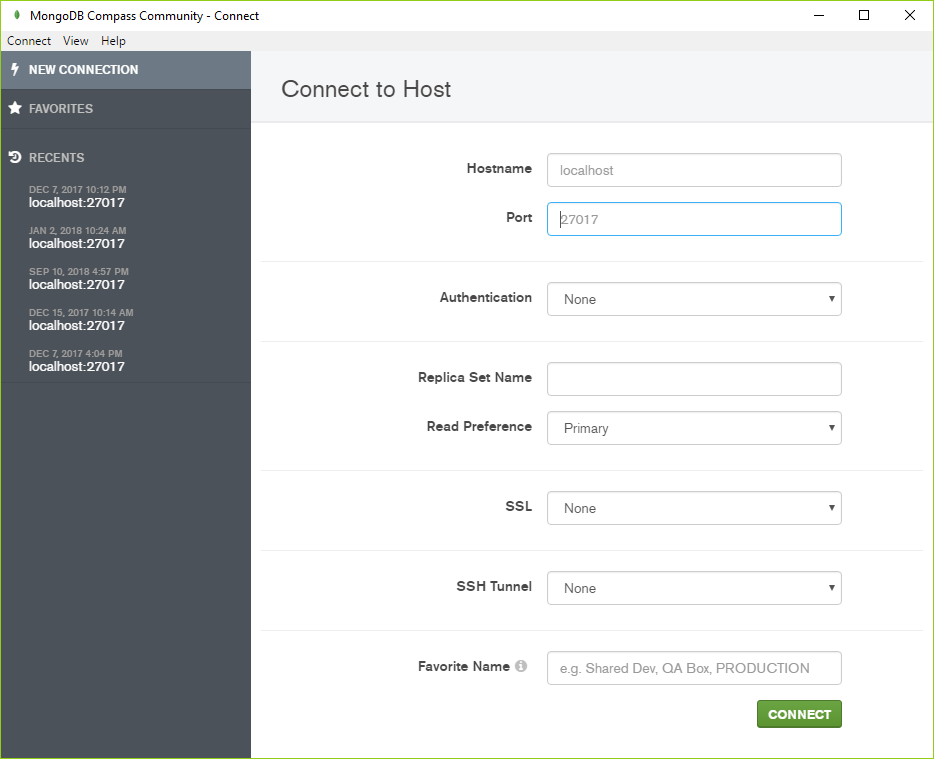 MongoDB Compass Community - Connect
Connect View Help
NEW CONNECTION
FAVORITES
RECENTS
DEC 7, 2017 10:12 PM
localhost:27017
JAN 2, 2018 10:24 AM
localhost:27017
SEP 10, 2018 4:57 PM
localhost:27017
DEC 15, 2017 10:14 AM
localhost:27017
DEC 7, 2017 4:04 PM
localhost:27017
Connect to Host
Hostname localhost
Port 27017
Authentication None
Replica Set Name
Read Preference Primary
SSL None
SSH Tunnel None
Favorite Name e.g. Shared Dev, QA Box, PRODUCTION
CONNECT